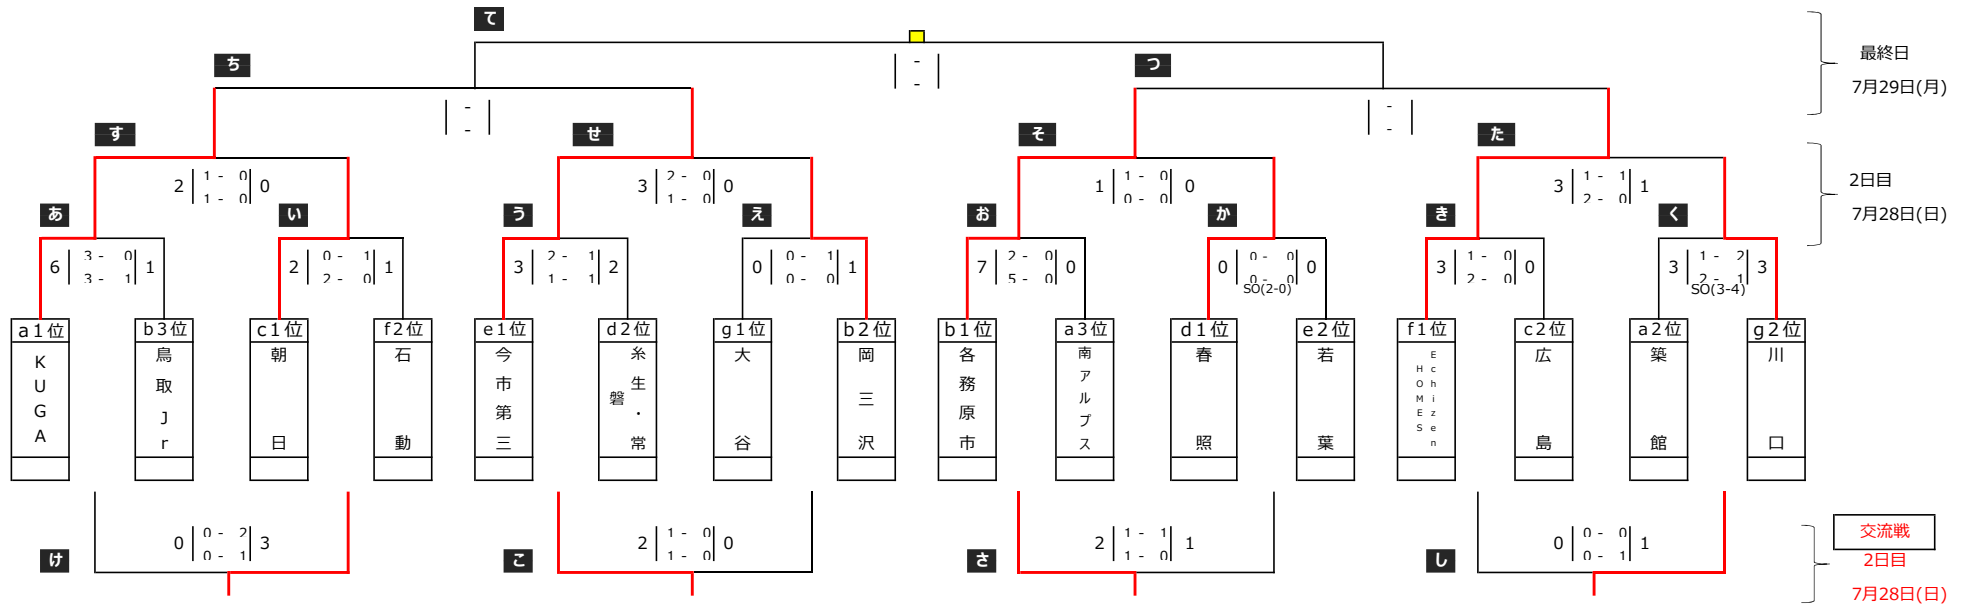 て
最終日
7月29日(月)
- 
-
ち
つ
- 
-
- 
-
す
せ
そ
た
2日目
7月28日(日)
2 1 - 0 0
1 - 0
3 2 - 0 0
1 - 0
1 1 - 0 0
0 - 0
3 1 - 1 1
2 - 0
あ
い
う
え
お
か
き
く
6 3 - 0 1
3 - 1
2 0 - 1 1
2 - 0
3 2 - 1 2
1 - 1
0 0 - 1 1
0 - 0
7 2 - 0 0
5 - 0
0 0 - 0 0
0 - 0
SO(2-0)
3 1 - 0 0
2 - 0
3 1 - 2 3
2 - 1
SO(3-4)
a1位
KUGA
b3位
鳥取Jr
c1位
朝日
f2位
石動
e1位
今市第三
d2位
糸生・常
磐
g1位
大谷
b2位
岡三沢
b1位
各務原市
a3位
南アルプス
d1位
春照
e2位
若葉
f1位
Echizen
HOMES
c2位
広島
a2位
築館
g2位
川口
け
0 0 - 2 3
0 - 1
こ
2 1 - 0 0
1 - 0
さ
2 1 - 1 1
1 - 0
し
0 0 - 0 1
0 - 1
交流戦
2日目
7月28日(日)